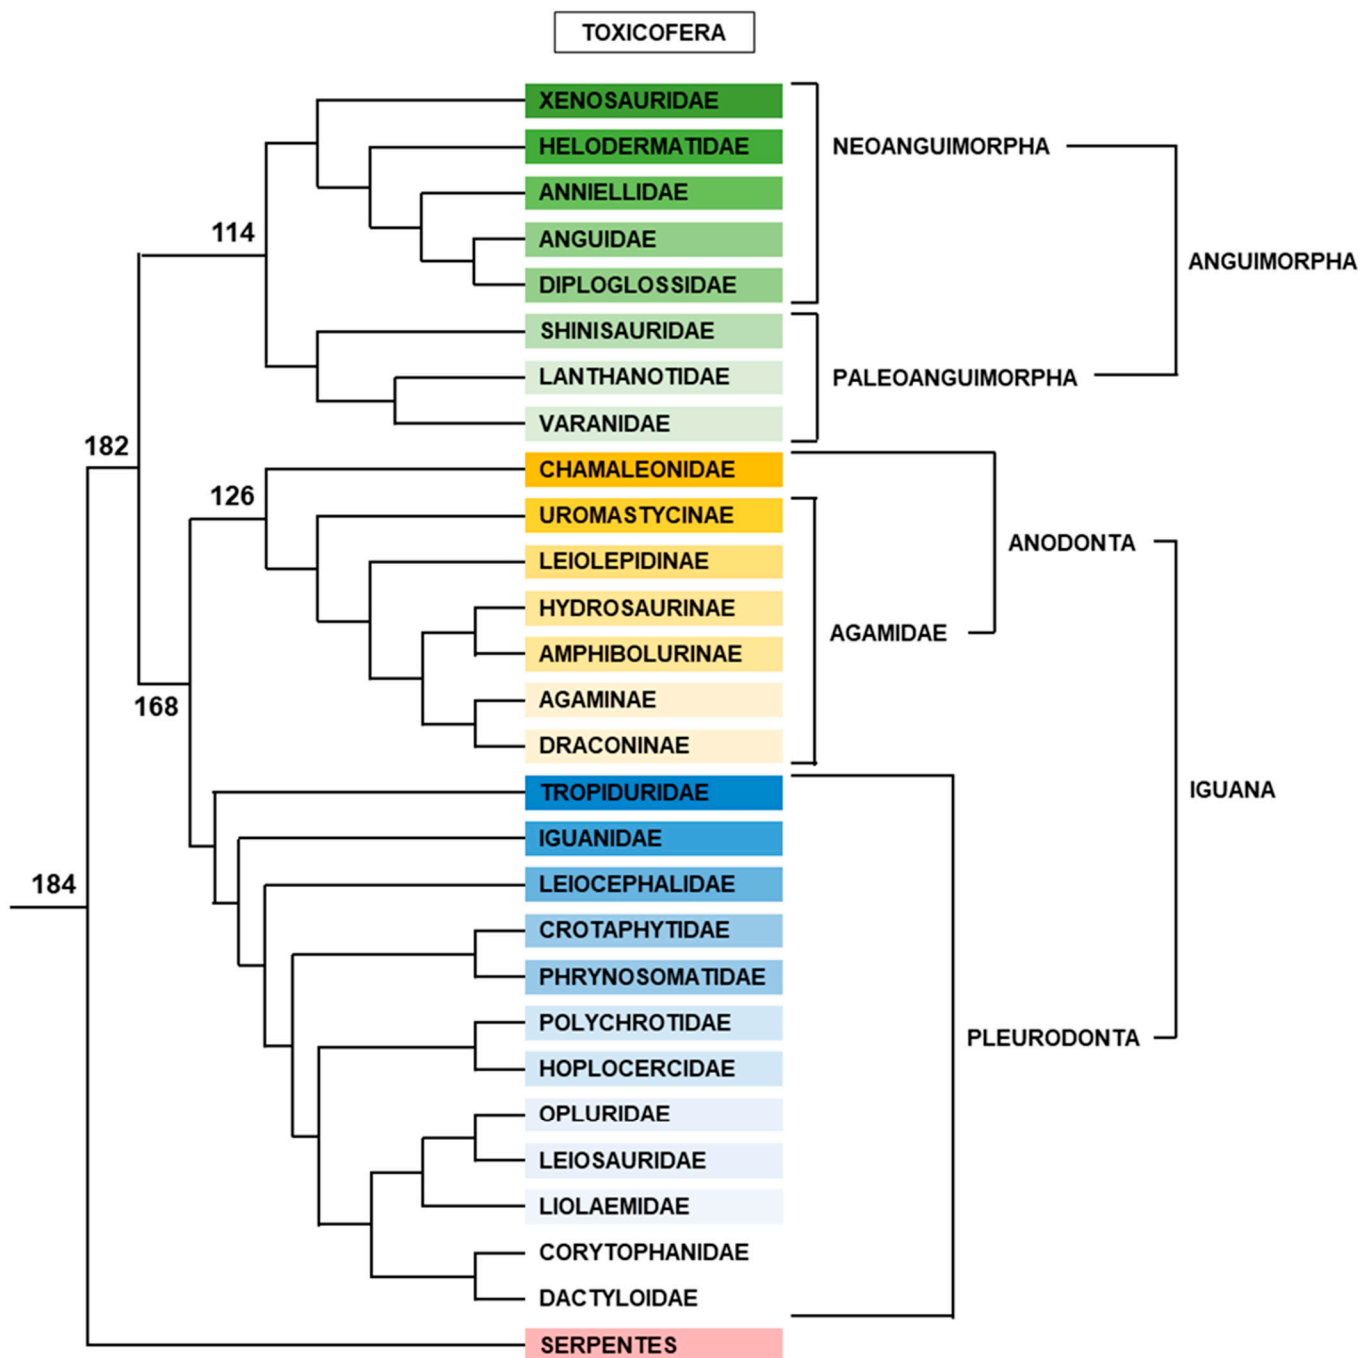 TOXICOFERA
XENOSAURIDAE
HELODERMATIDAE
NEOANGUIMORPHA
ANNIELLIDAE
114
ANGUIDAE
ANGUIMORPHA
DIPLOGLOSSIDAE
SHINISAURIDAE
LANTHANOTIDAE
PALEOANGUIMORPHA
VARANIDAE
182
CHAMALEONIDAE
126
UROMASTYCINAE
ANODONTA
LEIOLEPIDINAE
HYDROSAURINAE
AGAMIDAE
AMPHIBOLURINAE
AGAMINAE
168
DRACONINAE
TROPIDURIDAE
IGUANA
IGUANIDAE
184
LEIOCEPHALIDAE
CROTAPHYTIDAE
PHRYNOSOMATIDAE
POLYCHROTIDAE
PLEURODONTA
HOPLOCERCIDAE
OPLURIDAE
LEIOSAURIDAE
LIOLAEMIDAE
CORYTOPHANIDAE
DACTYLOIDAE
SERPENTES